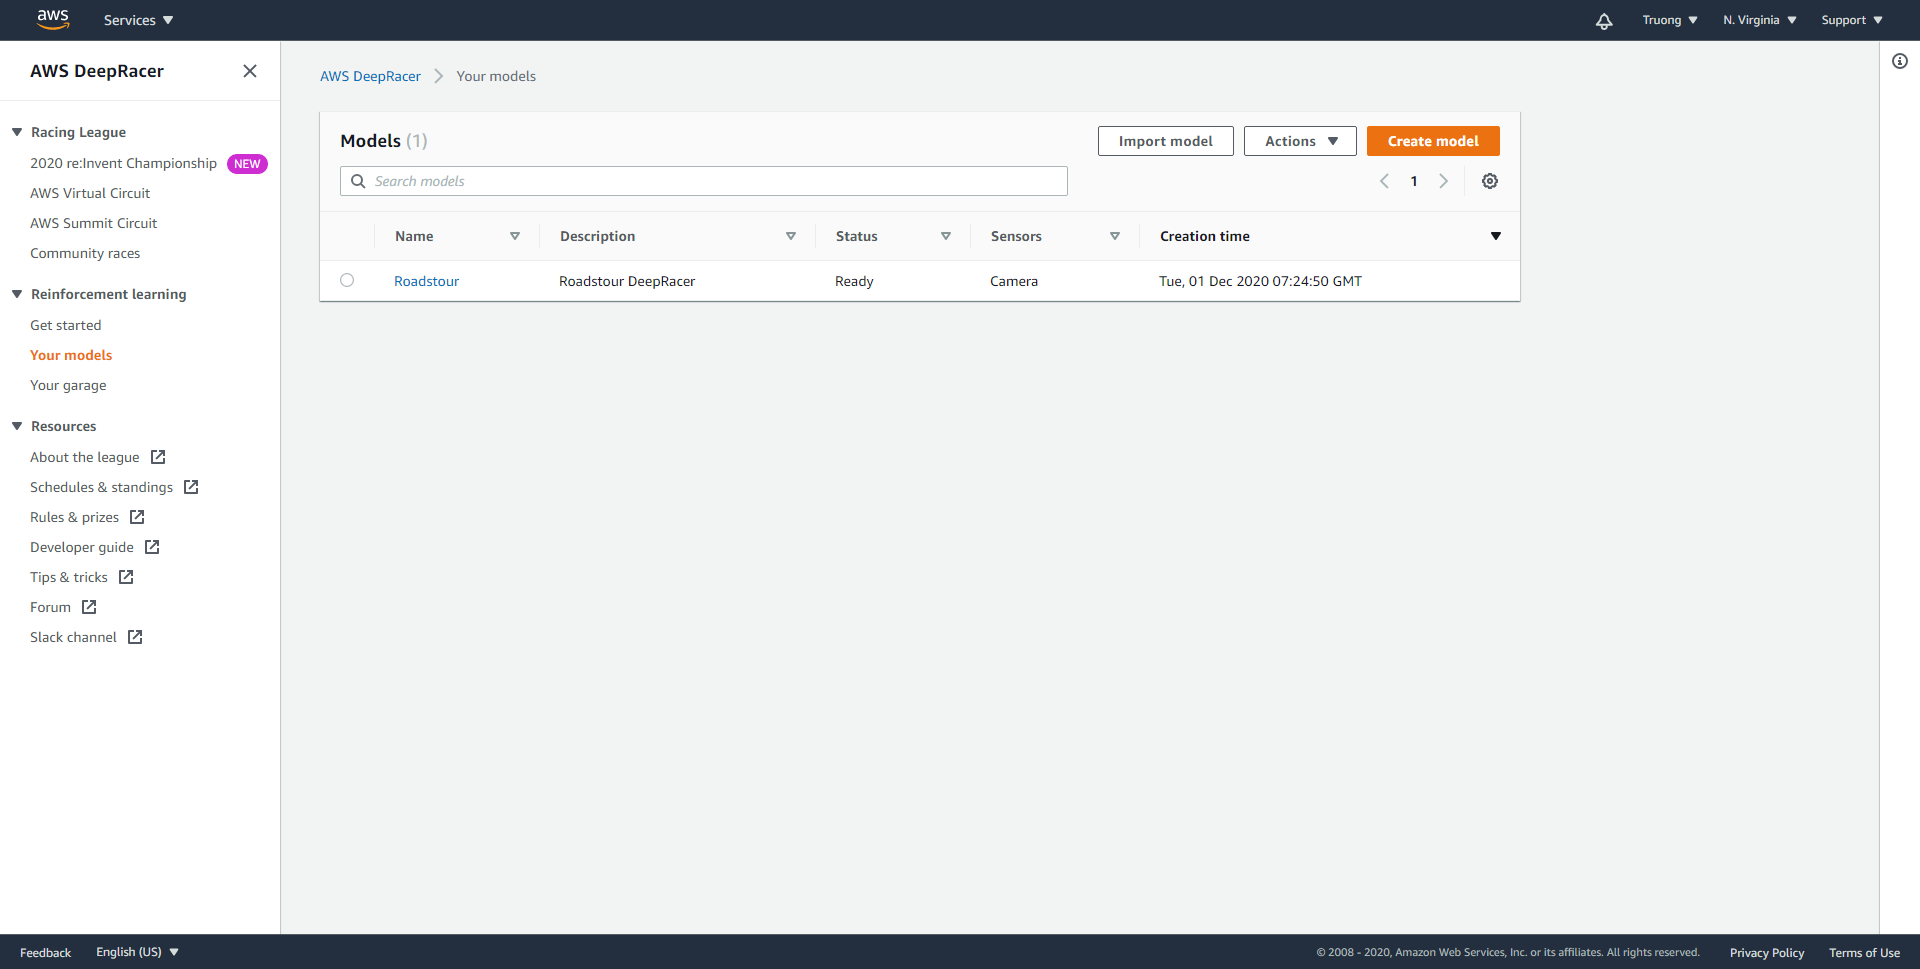 aws Services Truong N. Virginia Support
AWS DeepRacer
Racing League
2020 re:Invent Championship NEW
AWS Virtual Circuit
AWS Summit Circuit
Community races
Reinforcement learning
Get started
Your models
Your garage
Resources
About the league
Schedules & standings
Rules & prizes
Developer guide
Tips & tricks
Forum
Slack channel
AWS DeepRacer Your models
Models (1) Import model Actions Create model
Search models 1
Name Description Status Sensors Creation time
Roadstour Roadstour DeepRacer Ready Camera Tue, 01 Dec 2020 07:24:50 GMT
Feedback English (US) © 2008 - 2020, Amazon Web Services, Inc. or its affiliates. All rights reserved. Privacy Policy Terms of Use